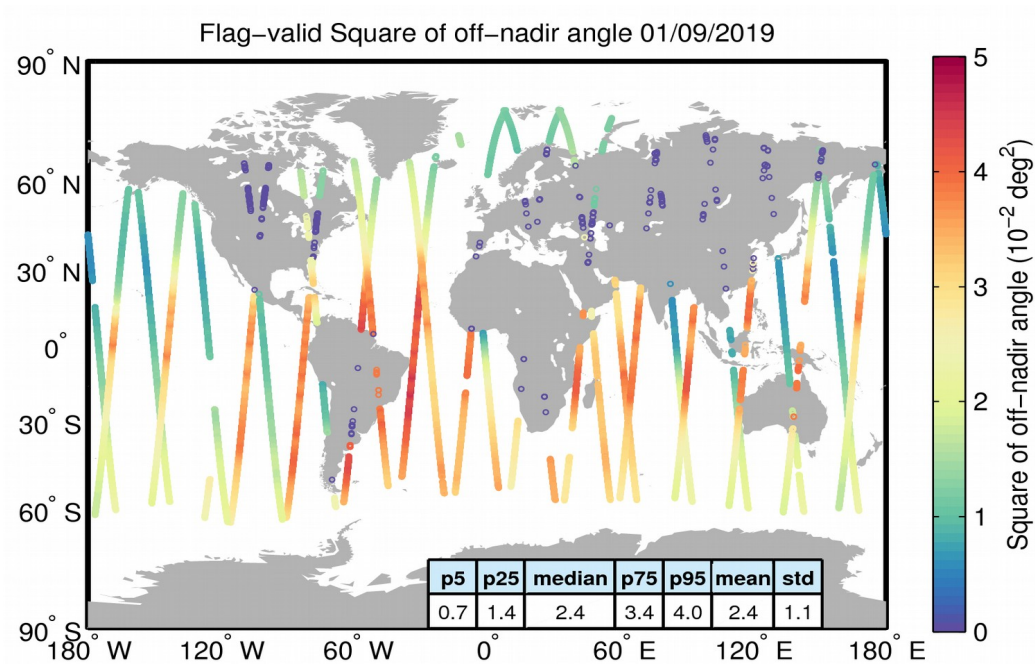 Flag−valid Square of off−nadir angle 01/09/2019
90° N
60° N
30° N
0°
30° S
60° S
90° S
180° W
120° W
60° W
0°
60° E
120° E
180° E
p5 p25 median p75 p95 mean std
0.7 1.4 2.4 3.4 4.0 2.4 1.1
5
4
3
2
1
0
Square of off−nadir angle (10⁻² deg²)